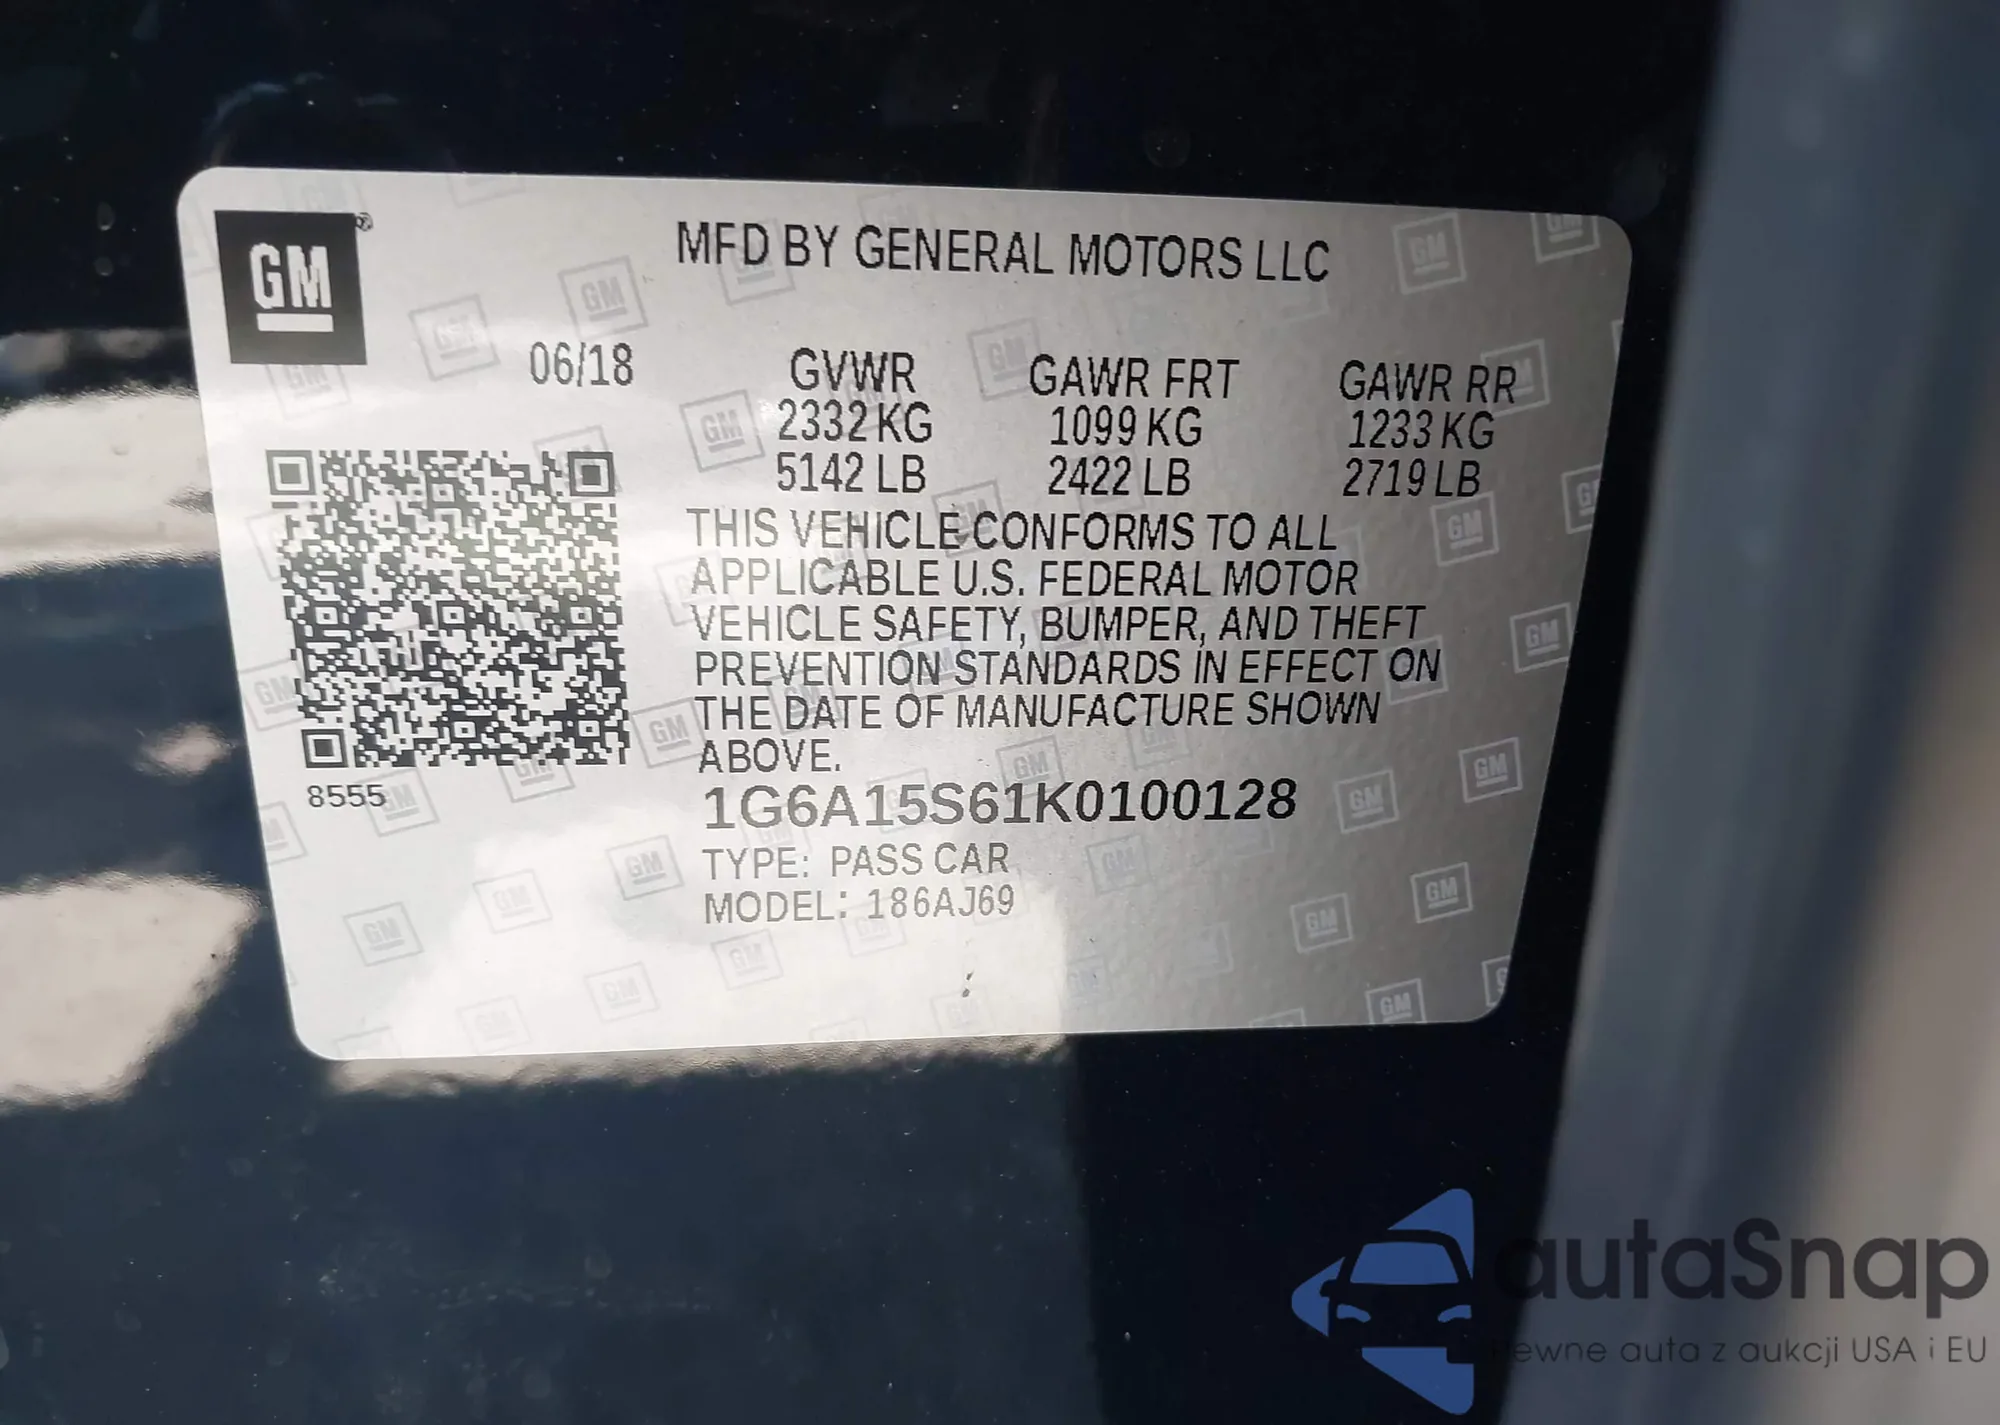 GM
MFD BY GENERAL MOTORS LLC
06/18
GVWR GAWR FRT GAWR RR
2332 KG 1099 KG 1233 KG
5142 LB 2422 LB 2719 LB
THIS VEHICLE CONFORMS TO ALL
APPLICABLE U.S. FEDERAL MOTOR
VEHICLE SAFETY, BUMPER, AND THEFT
PREVENTION STANDARDS IN EFFECT ON
THE DATE OF MANUFACTURE SHOWN
ABOVE.
8555
1G6A15S61K0100128
TYPE: PASS CAR
MODEL: 186AJ69
autaSnap
Pewne auta z aukcji USA i EU